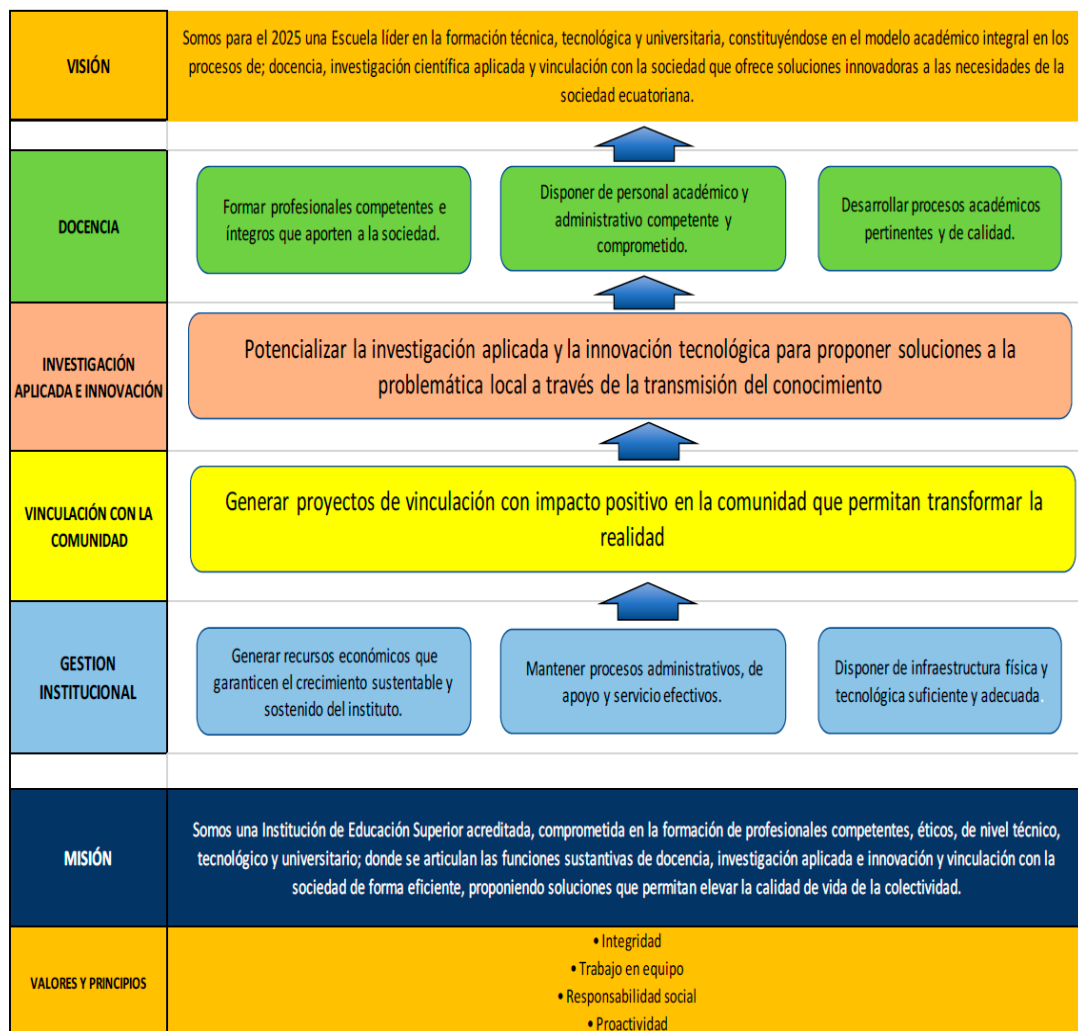 VISIÓN
Somos para el 2025 una Escuela líder en la formación técnica, tecnológica y universitaria, constituyéndose en el modelo académico integral en los
procesos de; docencia, investigación científica aplicada y vinculación con la sociedad que ofrece soluciones innovadoras a las necesidades de la
sociedad ecuatoriana.
DOCENCIA
Formar profesionales competentes e
íntegros que aporten a la sociedad.
Disponer de personal académico y
administrativo competente y
comprometido.
Desarrollar procesos académicos
pertinentes y de calidad.
INVESTIGACIÓN
APLICADA E INNOVACIÓN
Potencializar la investigación aplicada y la innovación tecnológica para proponer soluciones a la
problemática local a través de la transmisión del conocimiento
VINCULACIÓN CON LA
COMUNIDAD
Generar proyectos de vinculación con impacto positivo en la comunidad que permitan transformar la
realidad
GESTION
INSTITUCIONAL
Generar recursos económicos que
garanticen el crecimiento sustentable y
sostenido del instituto.
Mantener procesos administrativos, de
apoyo y servicio efectivos.
Disponer de infraestructura física y
tecnológica suficiente y adecuada.
MISIÓN
Somos una Institución de Educación Superior acreditada, comprometida en la formación de profesionales competentes, éticos, de nivel técnico,
tecnológico y universitario; donde se articulan las funciones sustantivas de docencia, investigación aplicada e innovación y vinculación con la
sociedad de forma eficiente, proponiendo soluciones que permitan elevar la calidad de vida de la colectividad.
VALORES Y PRINCIPIOS
• Integridad
• Trabajo en equipo
• Responsabilidad social
• Proactividad